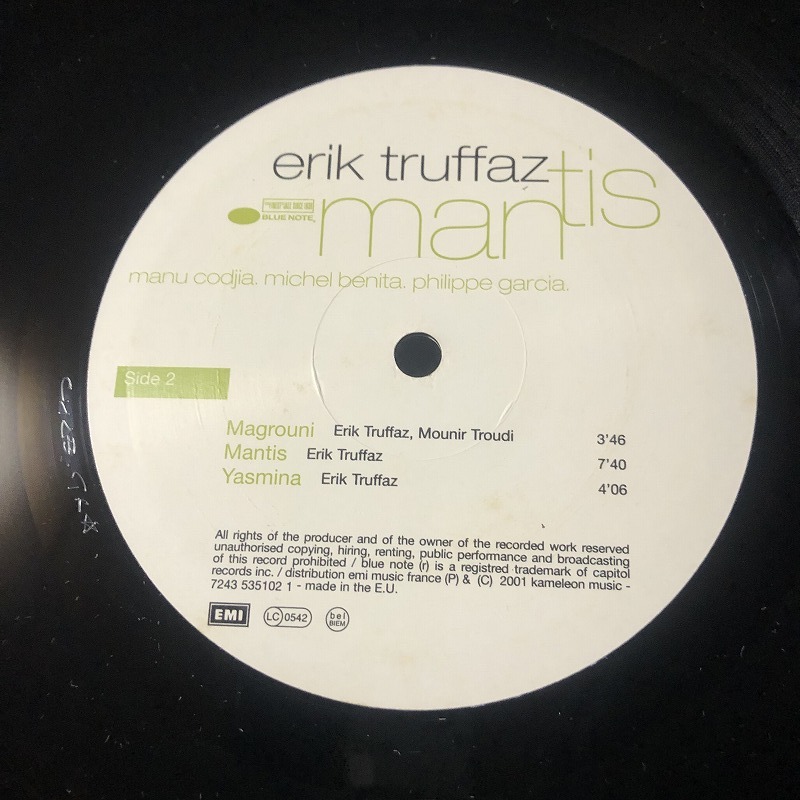 erik truffaz
mantis
BLUE NOTE
manu codjia. michel benita. philippe garcia.
Side 2
Magrouni Erik Truffaz, Mounir Troudi 3'46
Mantis Erik Truffaz 7'40
Yasmina Erik Truffaz 4'06
All rights of the producer and of the owner of the recorded work reserved
unauthorised copying, hiring, renting, public performance and broadcasting
of this record prohibited / blue note (r) is a registred trademark of capitol
records inc. / distribution emi music france (P) & (C) 2001 kameleon music -
7243 535102 1 - made in the E.U.
EMI LC 0542 bel BIEM